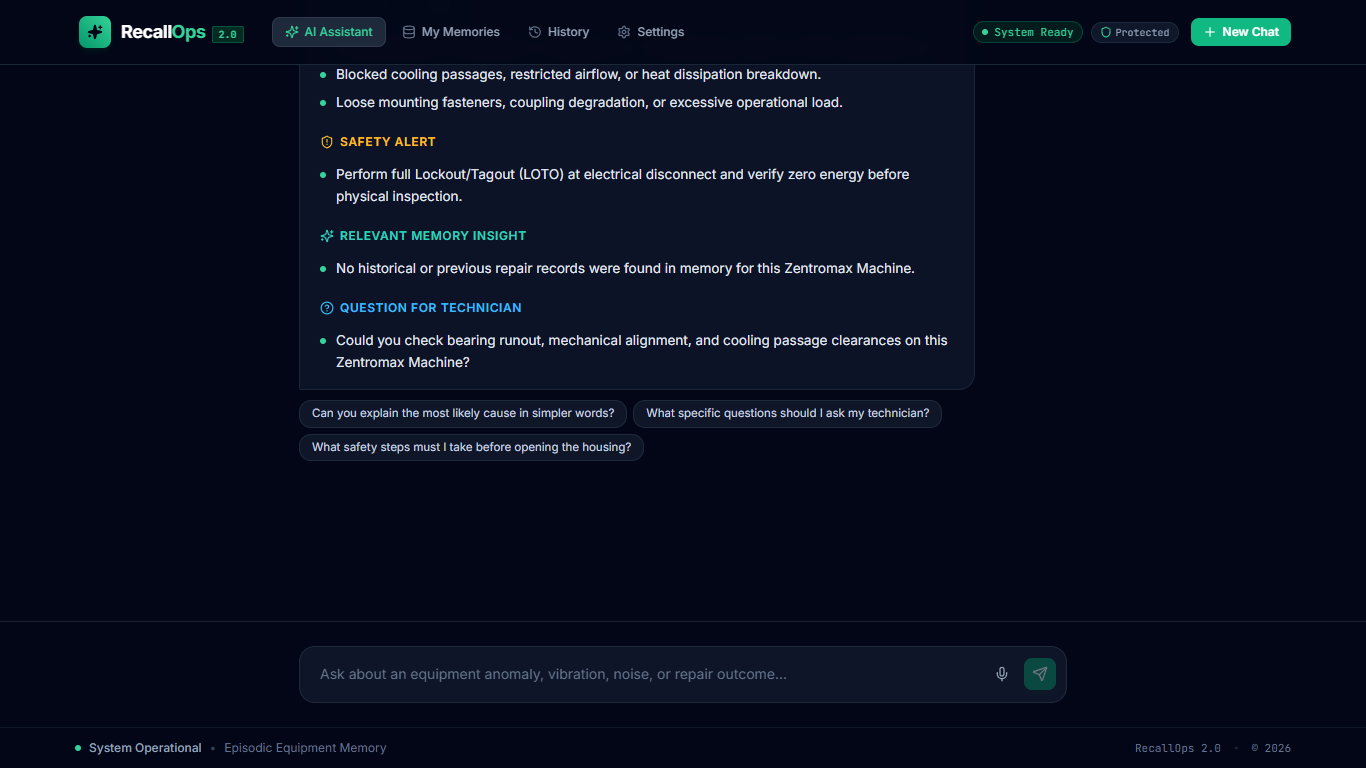 RecallOps 2.0
AI Assistant
My Memories
History
Settings
System Ready
Protected
New Chat
Blocked cooling passages, restricted airflow, or heat dissipation breakdown.
Loose mounting fasteners, coupling degradation, or excessive operational load.
SAFETY ALERT
Perform full Lockout/Tagout (LOTO) at electrical disconnect and verify zero energy before
physical inspection.
RELEVANT MEMORY INSIGHT
No historical or previous repair records were found in memory for this Zentromax Machine.
QUESTION FOR TECHNICIAN
Could you check bearing runout, mechanical alignment, and cooling passage clearances on this
Zentromax Machine?
Can you explain the most likely cause in simpler words?
What specific questions should I ask my technician?
What safety steps must I take before opening the housing?
Ask about an equipment anomaly, vibration, noise, or repair outcome...
System Operational • Episodic Equipment Memory
RecallOps 2.0 · © 2026